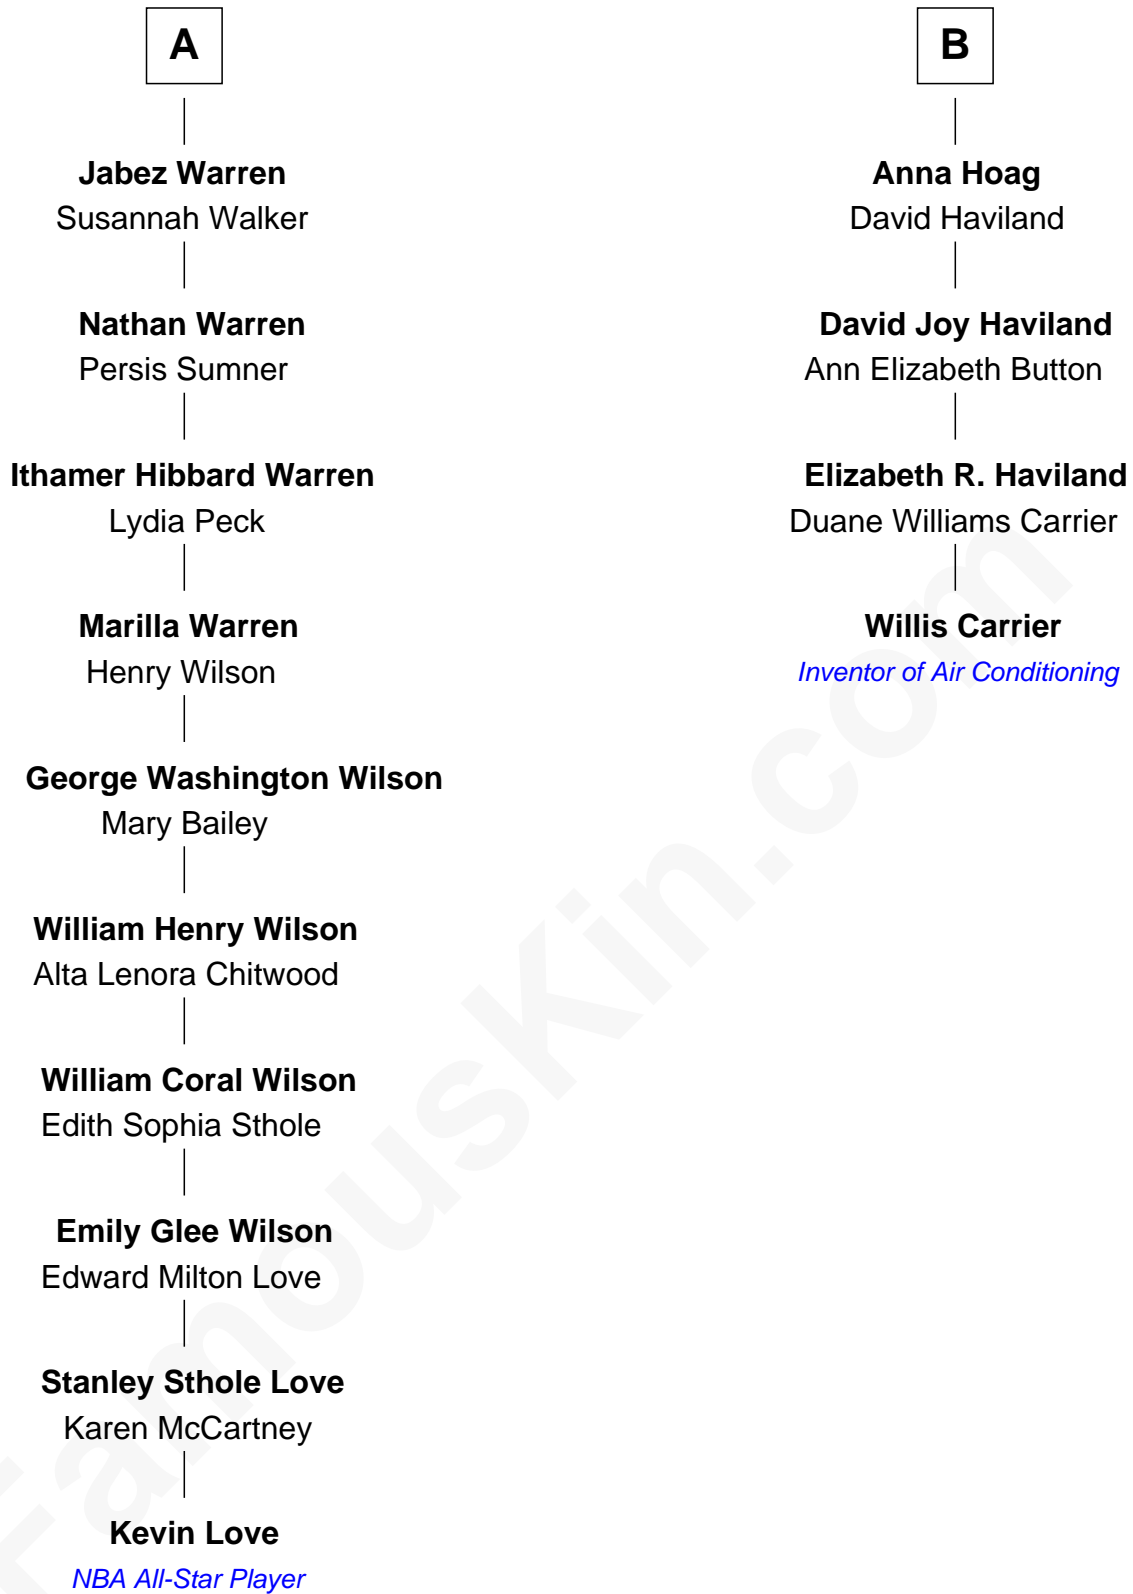 A
Jabez Warren
Susannah Walker
Nathan Warren
Persis Sumner
Ithamer Hibbard Warren
Lydia Peck
Marilla Warren
Henry Wilson
George Washington Wilson
Mary Bailey
William Henry Wilson
Alta Lenora Chitwood
William Coral Wilson
Edith Sophia Sthole
Emily Glee Wilson
Edward Milton Love
Stanley Sthole Love
Karen McCartney
Kevin Love
NBA All-Star Player
B
Anna Hoag
David Haviland
David Joy Haviland
Ann Elizabeth Button
Elizabeth R. Haviland
Duane Williams Carrier
Willis Carrier
Inventor of Air Conditioning
FamousKin.com